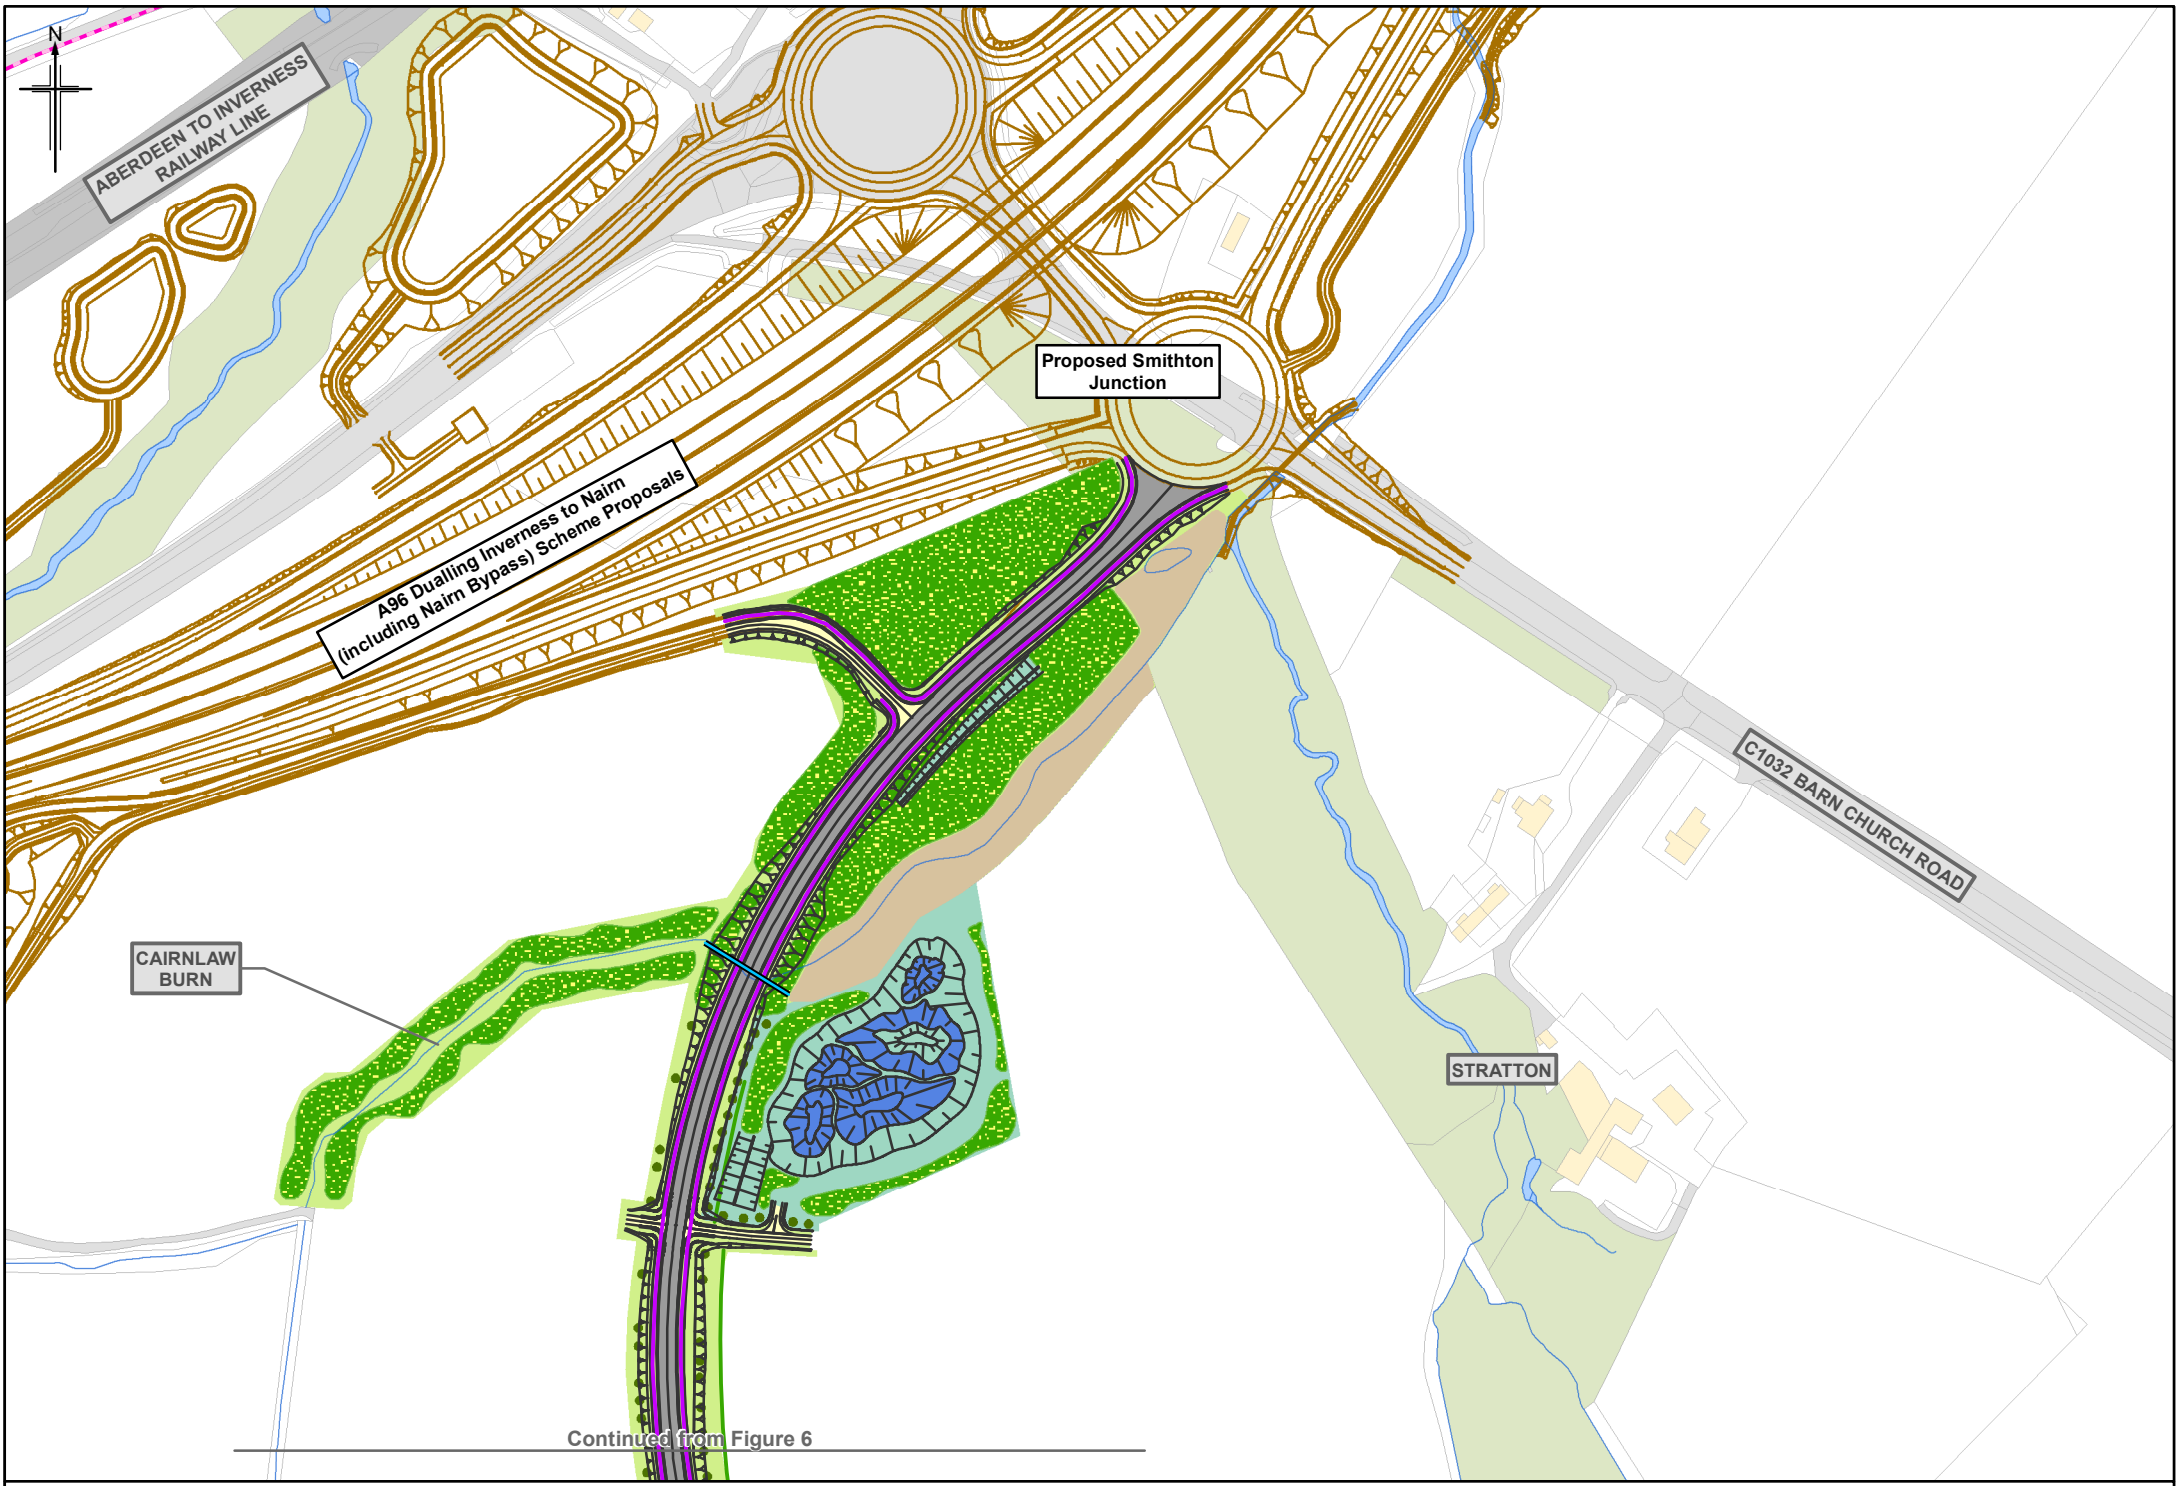 N
ABERDEEN TO INVERNESS
RAILWAY LINE
Proposed Smithton
Junction
A96 Dualling Inverness to Nairn
(including Nairn Bypass) Scheme Proposals
C1032 BARN CHURCH ROAD
CAIRNLAW
BURN
STRATTON
Continued from Figure 6